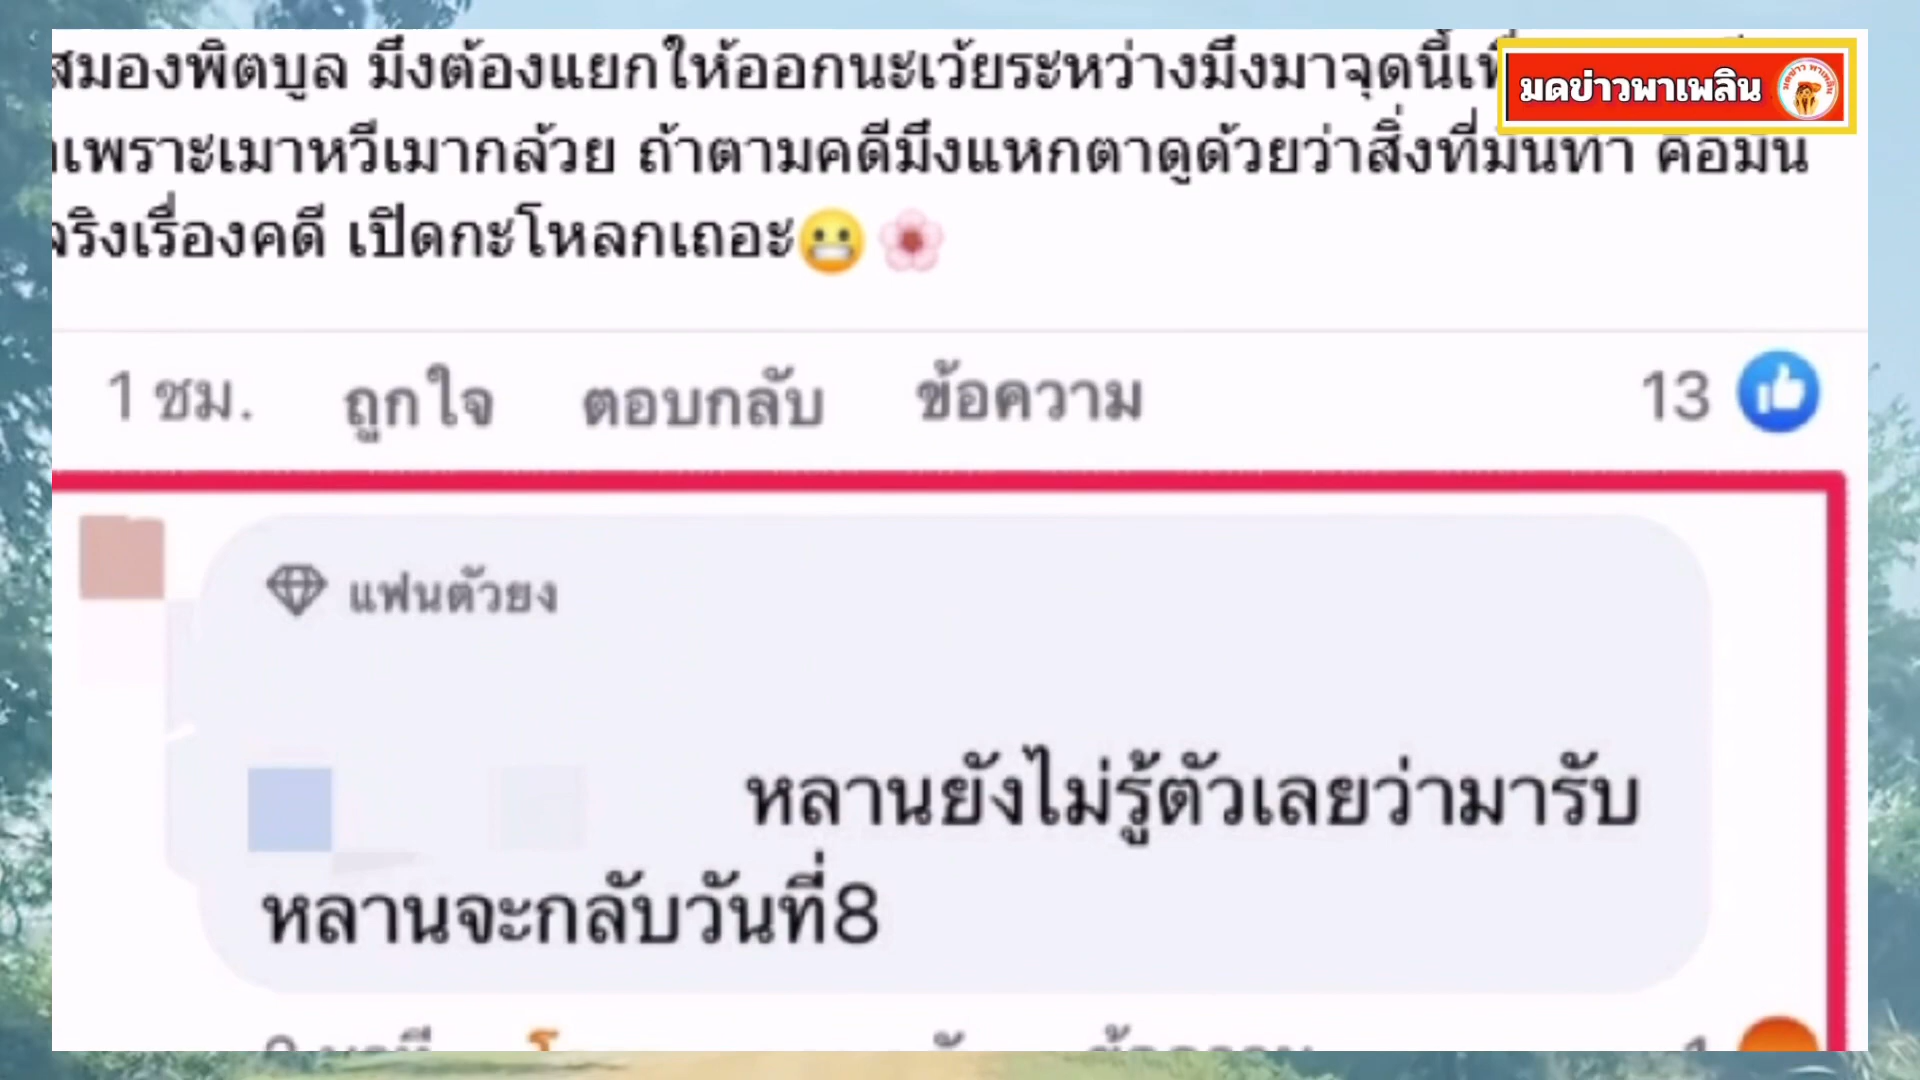 สมองพิตบูล มึงต้องแยกให้ออกนะเว้ยระหว่างมึงมาจุดนี้
มดข่าวพาเพลิน
เพราะเมาหวีเมากล้วย ถ้าตามคดีมึงแหกตาดูด้วยว่าสิ่งที่มันทำ คือมัน
จริงเรื่องคดี เปิดกะโหลกเถอะ😬🌸
1 ชม. ถูกใจ ตอบกลับ ข้อความ 13
แฟนตัวยง
หลานยังไม่รู้ตัวเลยว่ามารับ
หลานจะกลับวันที่8